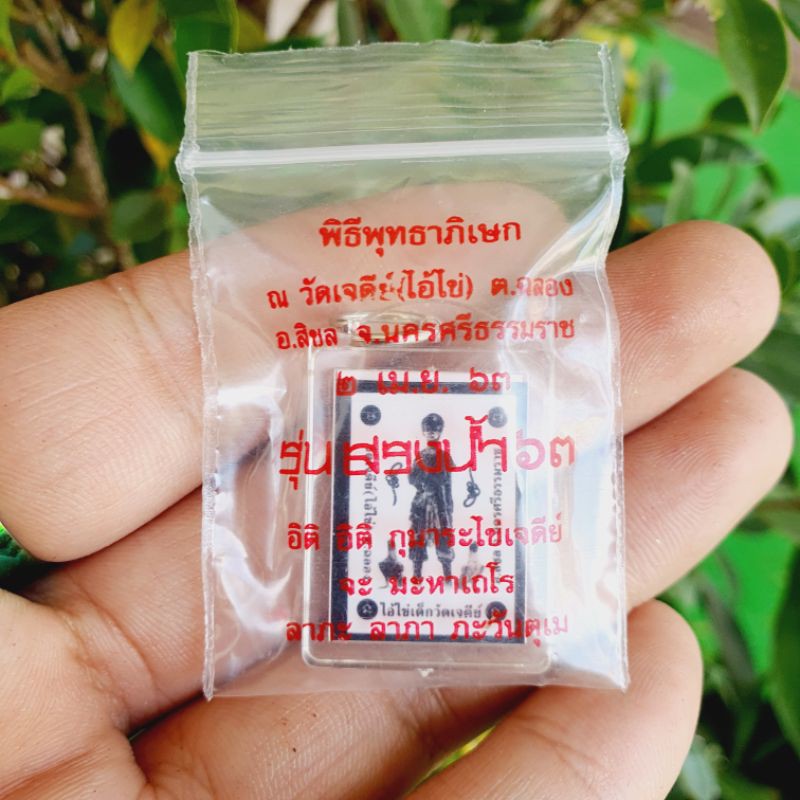 พิธีพุทธาภิเษก
ณ วัดเจดีย์(ไอ้ไข่) ต.ฉลอง
อ.สิชล จ.นครศรีธรรมราช
๒ เม.ย. ๖๓
รุ่น สรงน้ำ ๖๓
อิติ อิติ กุมาระไข่เจดีย์
จะ มะหาเถโร
ลาภะ ลาภา ภะวันตุเม
ไอ้ไข่เด็กวัดเจดีย์